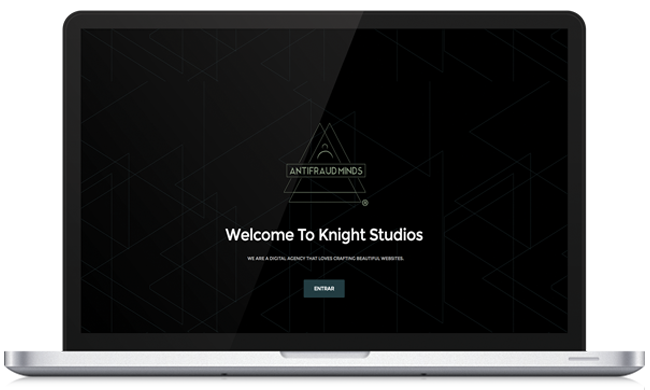 ANTIFRAUDMINDS
®
Welcome To Knight Studios
WE ARE A DIGITAL AGENCY THAT LOVES CRAFTING BEAUTIFUL WEBSITES.
ENTRAR